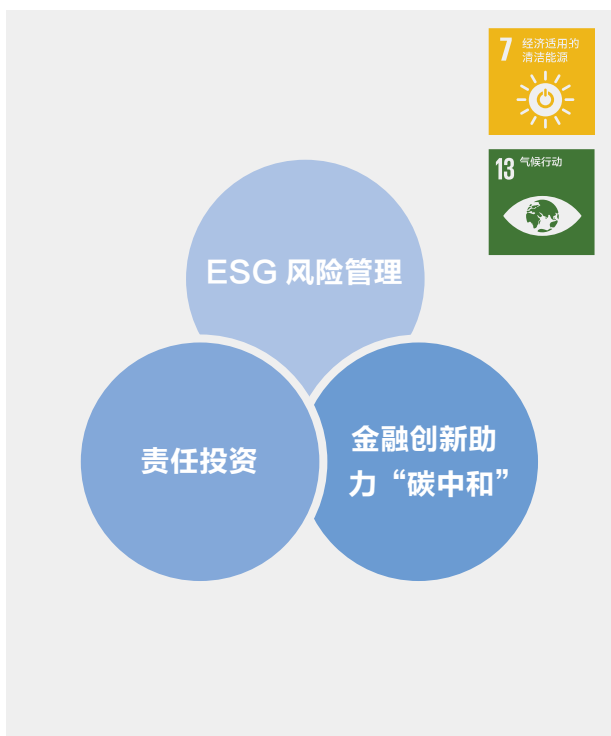 7 经济适用的
清洁能源
13 气候行动
ESG 风险管理
责任投资
金融创新助
力“碳中和”